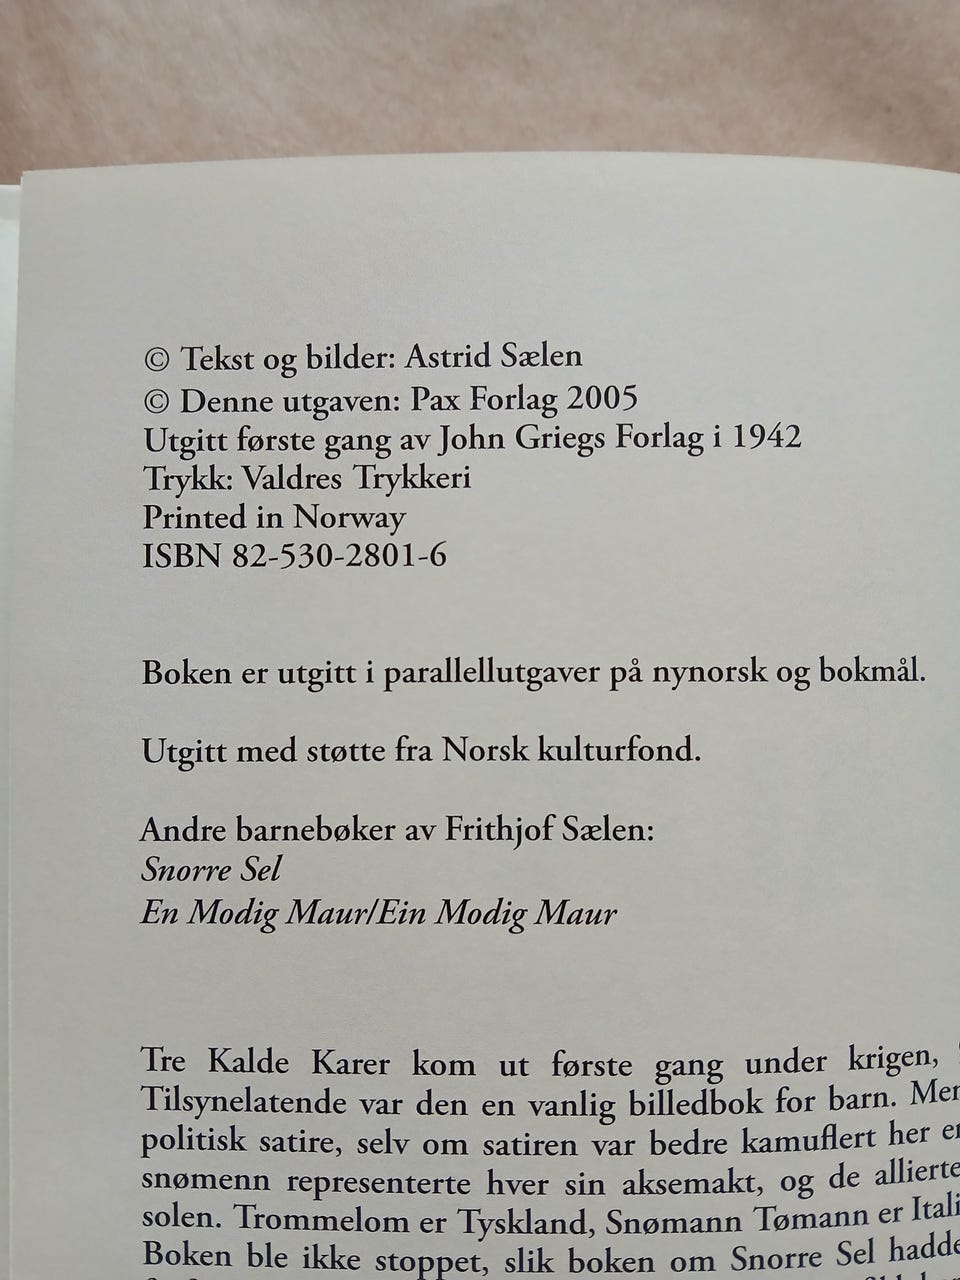 © Tekst og bilder: Astrid Sælen
© Denne utgaven: Pax Forlag 2005
Utgitt første gang av John Griegs Forlag i 1942
Trykk: Valdres Trykkeri
Printed in Norway
ISBN 82-530-2801-6
Boken er utgitt i parallellutgaver på nynorsk og bokmål.
Utgitt med støtte fra Norsk kulturfond.
Andre barnebøker av Frithjof Sælen:
Snorre Sel
En Modig Maur/Ein Modig Maur
Tre Kalde Karer kom ut første gang under krigen,
Tilsynelatende var den en vanlig billedbok for barn.
politisk satire, selv om satiren var bedre kamuflert her
snømenn representerte hver sin aksemakt, og de allierte
solen. Trommelom er Tyskland, Snømann Tømann er
Boken ble ikke stoppet, slik boken om Snorre Sel hadde